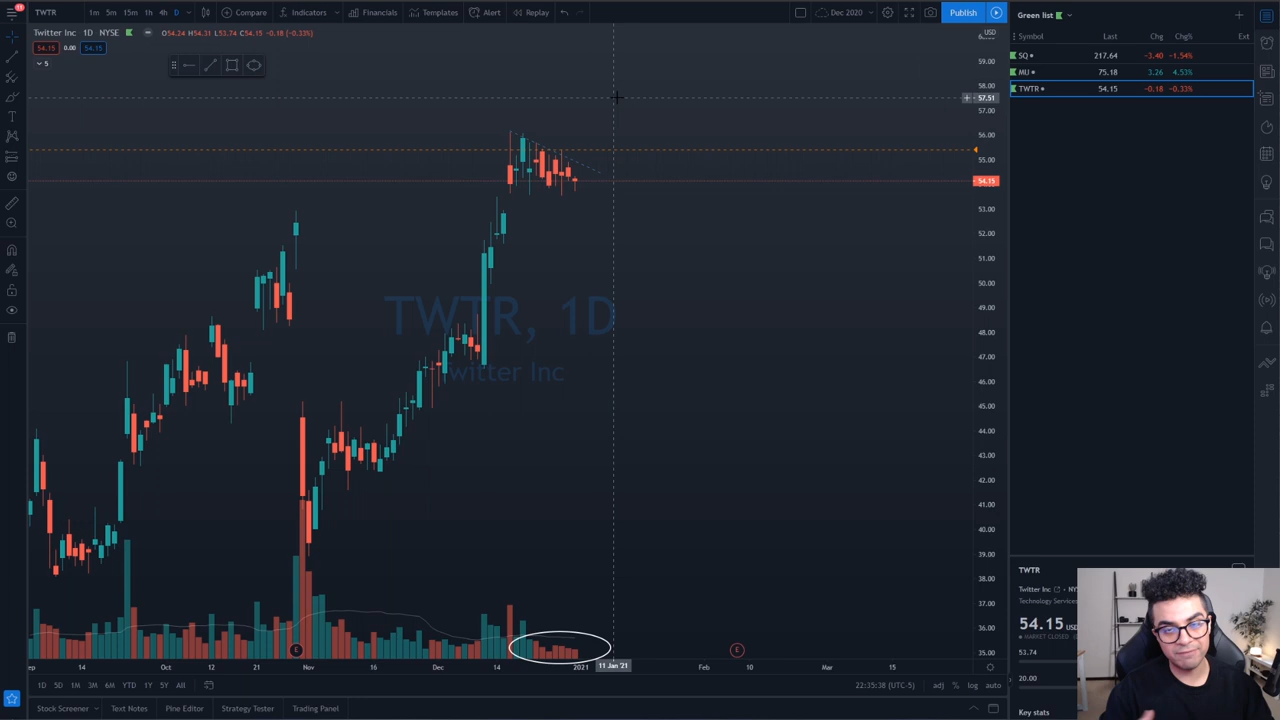 11
TWTR
1m 5m 15m 1h 4h D
Compare
Indicators
Financials
Templates
Alert
Replay
Dec 2020
Publish
Twitter Inc 1D NYSE
O54.24 H54.31 L53.74 C54.15 -0.18 (-0.33%)
54.15 0.00 54.15
5
USD
59.00
58.00
57.51
57.00
56.00
55.00
54.15
53.00
52.00
51.00
50.00
49.00
48.00
47.00
46.00
45.00
44.00
43.00
42.00
41.00
40.00
39.00
38.00
37.00
36.00
35.00
TWTR, 1D
Twitter Inc
E
E
14 Oct 12 21 Nov 16 Dec 14 2021 11 Jan '21 Feb 10 Mar 15
1D 5D 1M 3M 6M YTD 1Y 5Y All
22:35:38 (UTC-5)
adj % log auto
Stock Screener
Text Notes
Pine Editor
Strategy Tester
Trading Panel
Green list
Symbol Last Chg Chg% Ext
SQ 217.64 -3.40 -1.54%
MU 75.18 3.26 4.53%
TWTR 54.15 -0.18 -0.33%
TWTR
Twitter Inc
Technology Services
54.15
MARKET CLOSED
53.74
20.00
Key stats